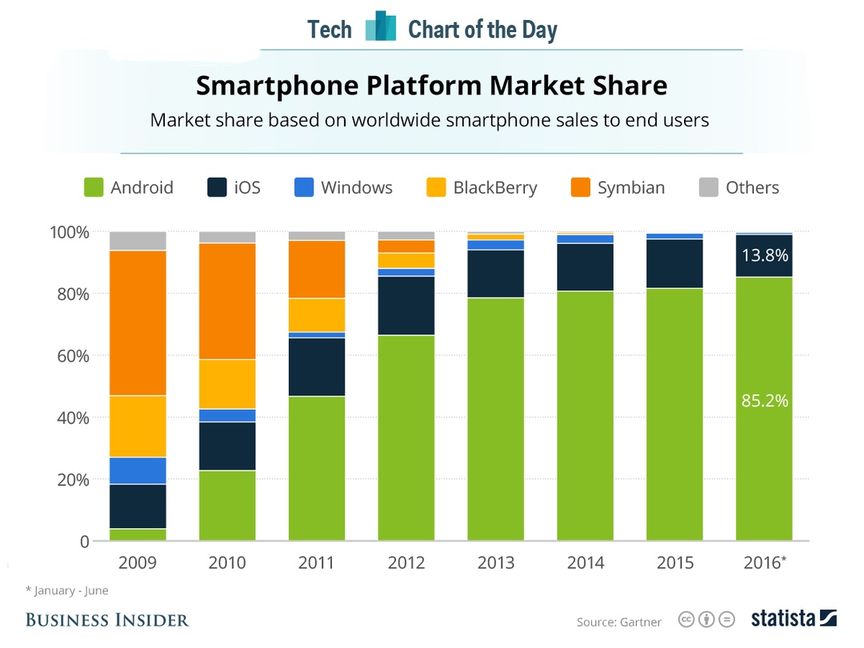 Tech Chart of the Day
Smartphone Platform Market Share
Market share based on worldwide smartphone sales to end users
Android iOS Windows BlackBerry Symbian Others
100%
80%
60%
40%
20%
0
13.8%
85.2%
2009 2010 2011 2012 2013 2014 2015 2016*
* January - June
BUSINESS INSIDER
Source: Gartner
cc
statista